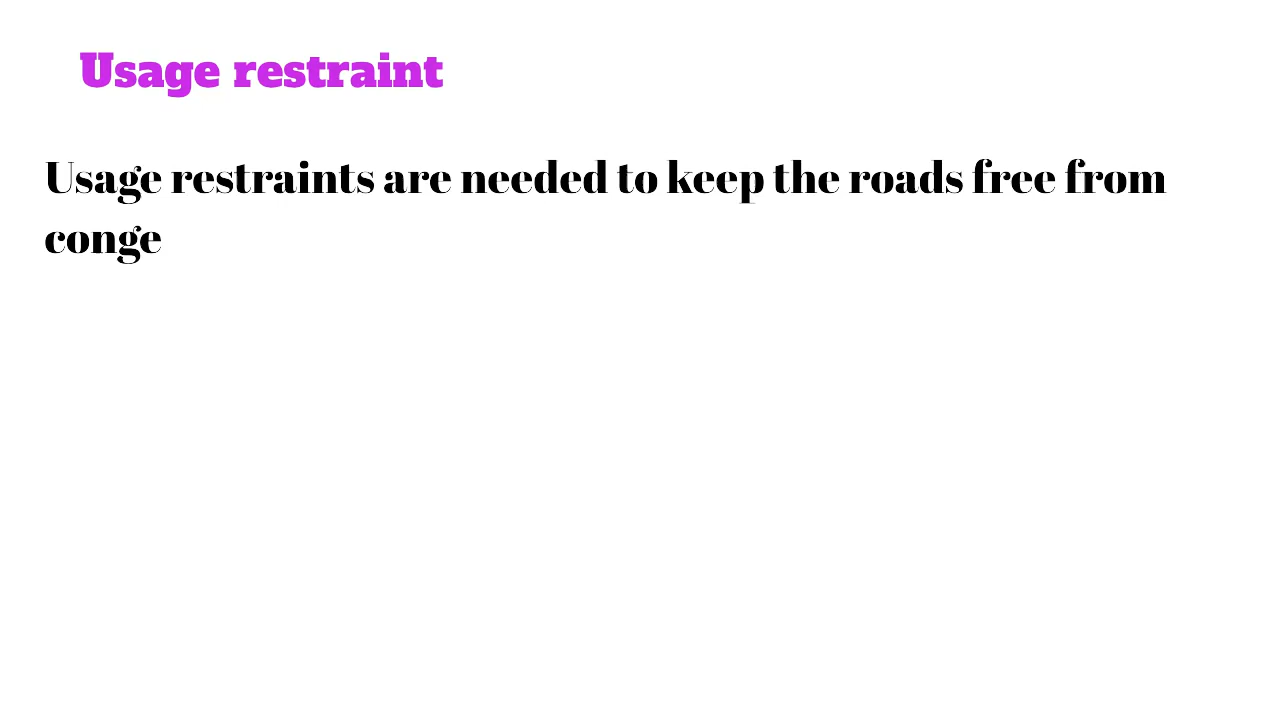 Usage restraint
Usage restraints are needed to keep the roads free from
conge